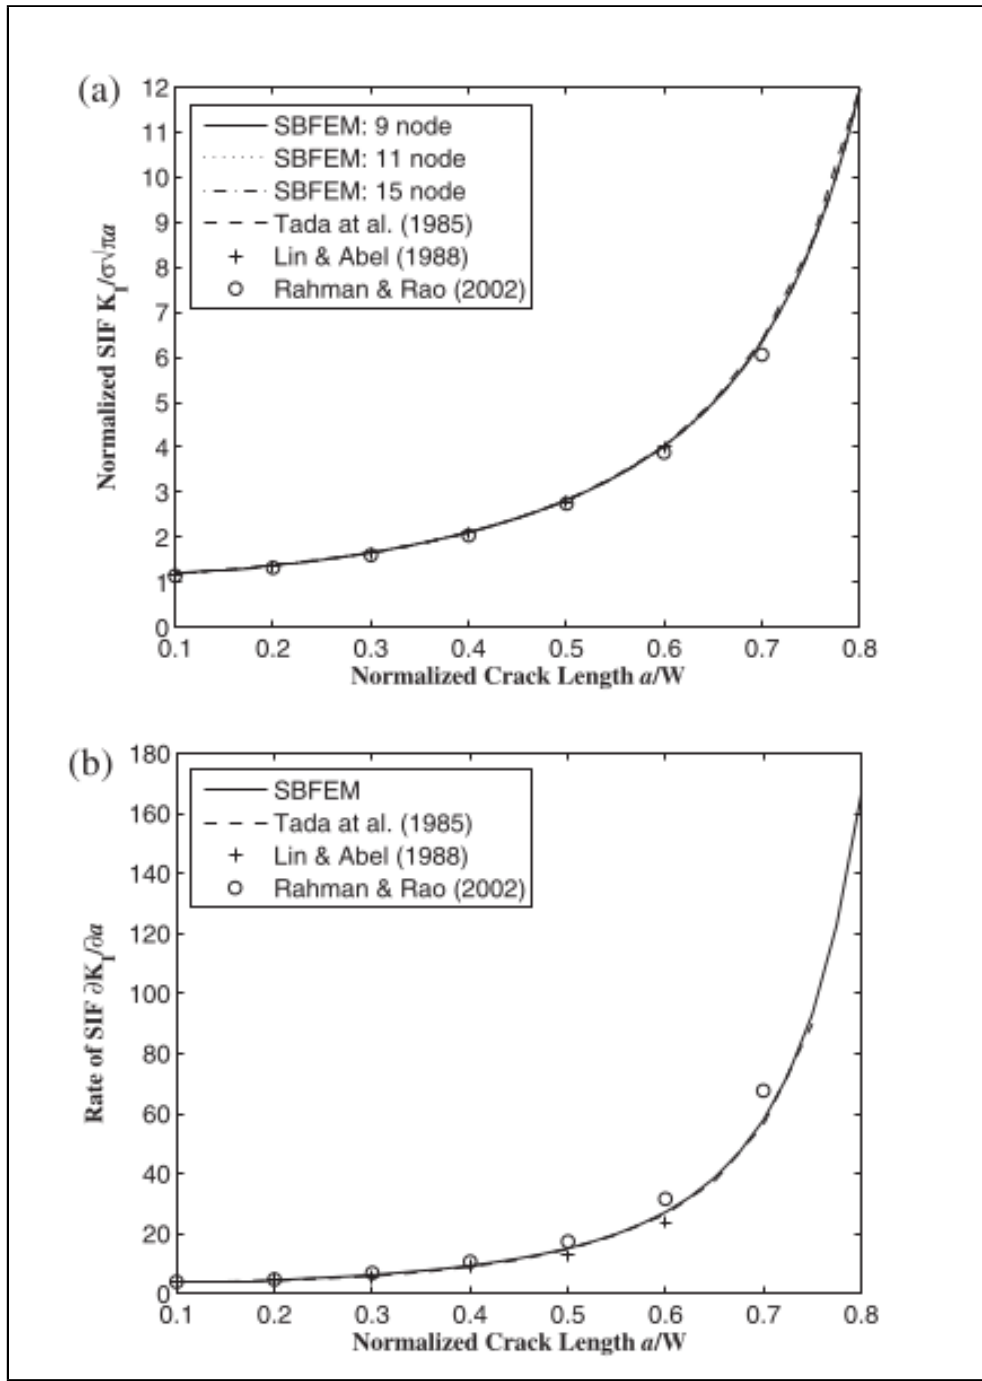 (a)
12
11
10
9
8
7
6
5
4
3
2
1
0
Normalized SIF K_I/σ√πa
SBFEM: 9 node
SBFEM: 11 node
SBFEM: 15 node
Tada at al. (1985)
Lin & Abel (1988)
Rahman & Rao (2002)
0.1 0.2 0.3 0.4 0.5 0.6 0.7 0.8
Normalized Crack Length a/W
(b)
180
160
140
120
100
80
60
40
20
0
Rate of SIF ∂K_I/∂a
SBFEM
Tada at al. (1985)
Lin & Abel (1988)
Rahman & Rao (2002)
0.1 0.2 0.3 0.4 0.5 0.6 0.7 0.8
Normalized Crack Length a/W